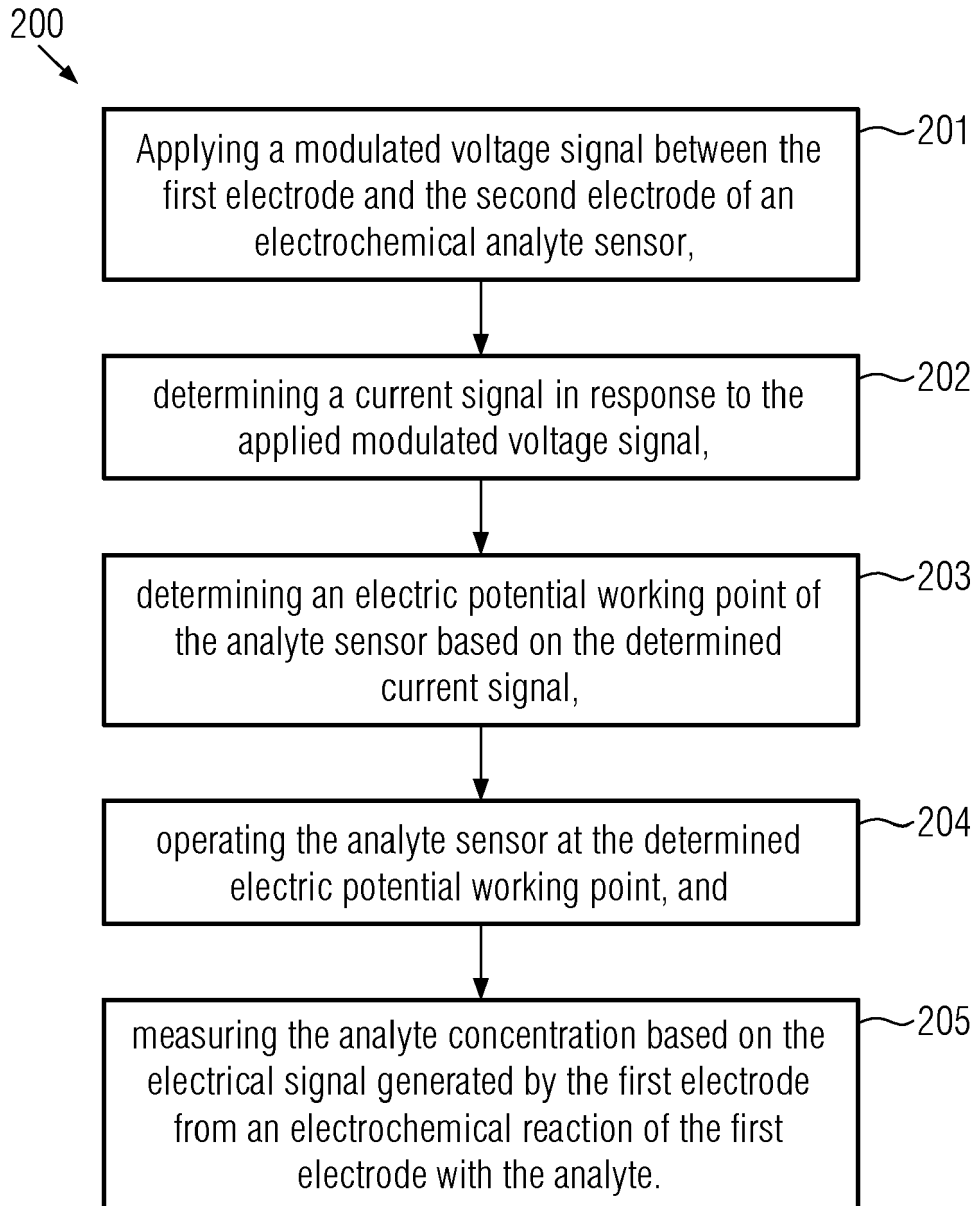 200
Applying a modulated voltage signal between the
first electrode and the second electrode of an
electrochemical analyte sensor,
201
determining a current signal in response to the
applied modulated voltage signal,
202
determining an electric potential working point of
the analyte sensor based on the determined
current signal,
203
operating the analyte sensor at the determined
electric potential working point, and
204
measuring the analyte concentration based on the
electrical signal generated by the first electrode
from an electrochemical reaction of the first
electrode with the analyte.
205